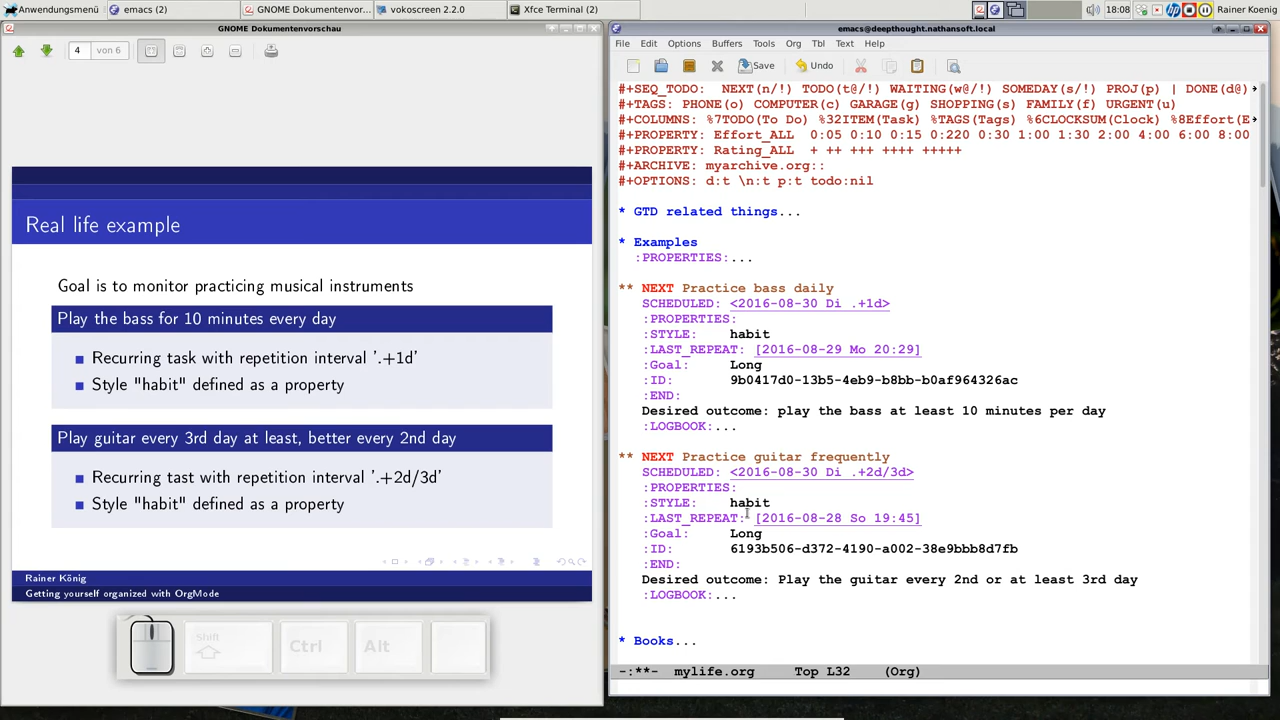 Anwendungsmenü
emacs (2)
GNOME Dokumentenvor...
vokoscreen 2.2.0
Xfce Terminal (2)
18:08
Rainer Koenig
GNOME Dokumentenvorschau
4
von 6
Real life example
Goal is to monitor practicing musical instruments
Play the bass for 10 minutes every day
Recurring task with repetition interval '.+1d'
Style "habit" defined as a property
Play guitar every 3rd day at least, better every 2nd day
Recurring tast with repetition interval '.+2d/3d'
Style "habit" defined as a property
Rainer König
Getting yourself organized with OrgMode
Shift
Ctrl
Alt
emacs@deepthought.nathansoft.local
File Edit Options Buffers Tools Org Tbl Text Help
Save
Undo
#+SEQ_TODO: NEXT(n/!) TODO(t@/!) WAITING(w@/!) SOMEDAY(s/!) PROJ(p) | DONE(d@)
#+TAGS: PHONE(o) COMPUTER(c) GARAGE(g) SHOPPING(s) FAMILY(f) URGENT(u)
#+COLUMNS: %7TODO(To Do) %32ITEM(Task) %TAGS(Tags) %6CLOCKSUM(Clock) %8Effort(E
#+PROPERTY: Effort_ALL 0:05 0:10 0:15 0:220 0:30 1:00 1:30 2:00 4:00 6:00 8:00
#+PROPERTY: Rating_ALL + ++ +++ ++++ +++++
#+ARCHIVE: myarchive.org::
#+OPTIONS: d:t \n:t p:t todo:nil
* GTD related things...
* Examples
:PROPERTIES:...
** NEXT Practice bass daily
SCHEDULED: <2016-08-30 Di .+1d>
:PROPERTIES:
:STYLE: habit
:LAST_REPEAT: [2016-08-29 Mo 20:29]
:Goal: Long
:ID: 9b0417d0-13b5-4eb9-b8bb-b0af964326ac
:END:
Desired outcome: play the bass at least 10 minutes per day
:LOGBOOK:...
** NEXT Practice guitar frequently
SCHEDULED: <2016-08-30 Di .+2d/3d>
:PROPERTIES:
:STYLE: habit
:LAST_REPEAT: [2016-08-28 So 19:45]
:Goal: Long
:ID: 6193b506-d372-4190-a002-38e9bbb8d7fb
:END:
Desired outcome: Play the guitar every 2nd or at least 3rd day
:LOGBOOK:...
* Books...
-:**- mylife.org Top L32 (Org)